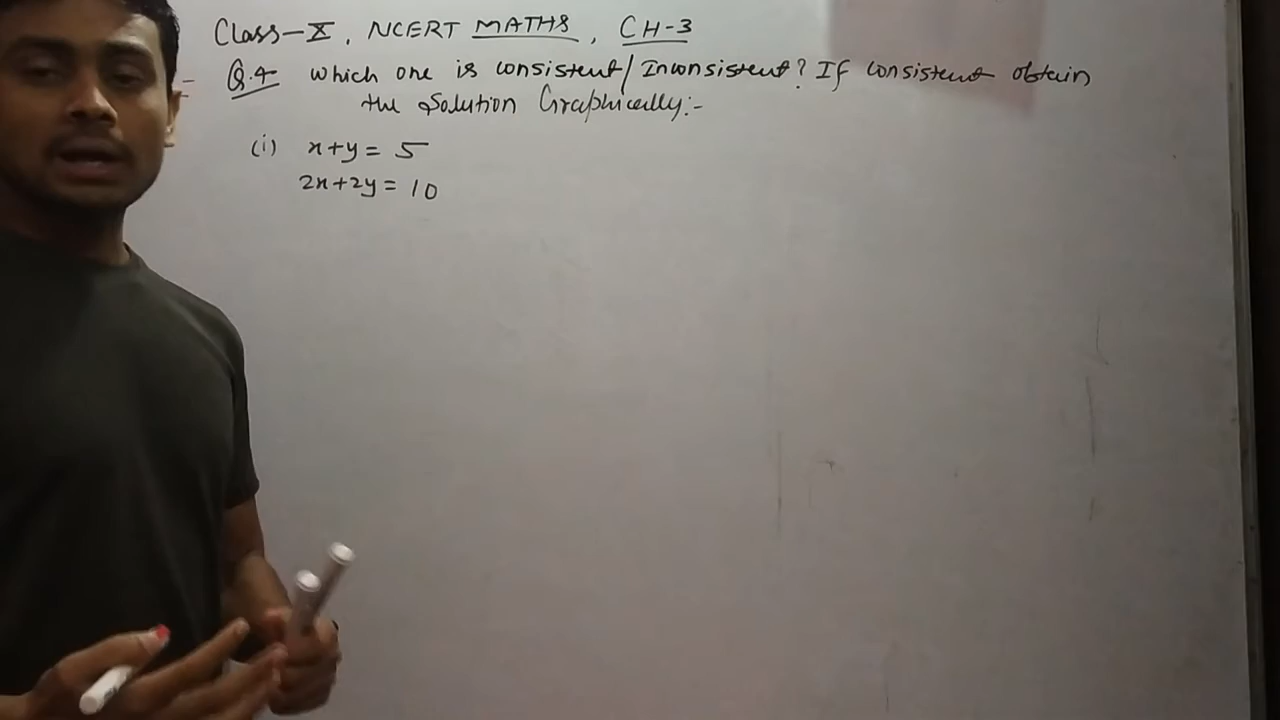 Class-X, NCERT MATHS, CH-3
Q.4 Which one is consistent/Inconsistent? If consistent obtain
the Solution Graphically:-
(i) x+y= 5
2x+2y= 10